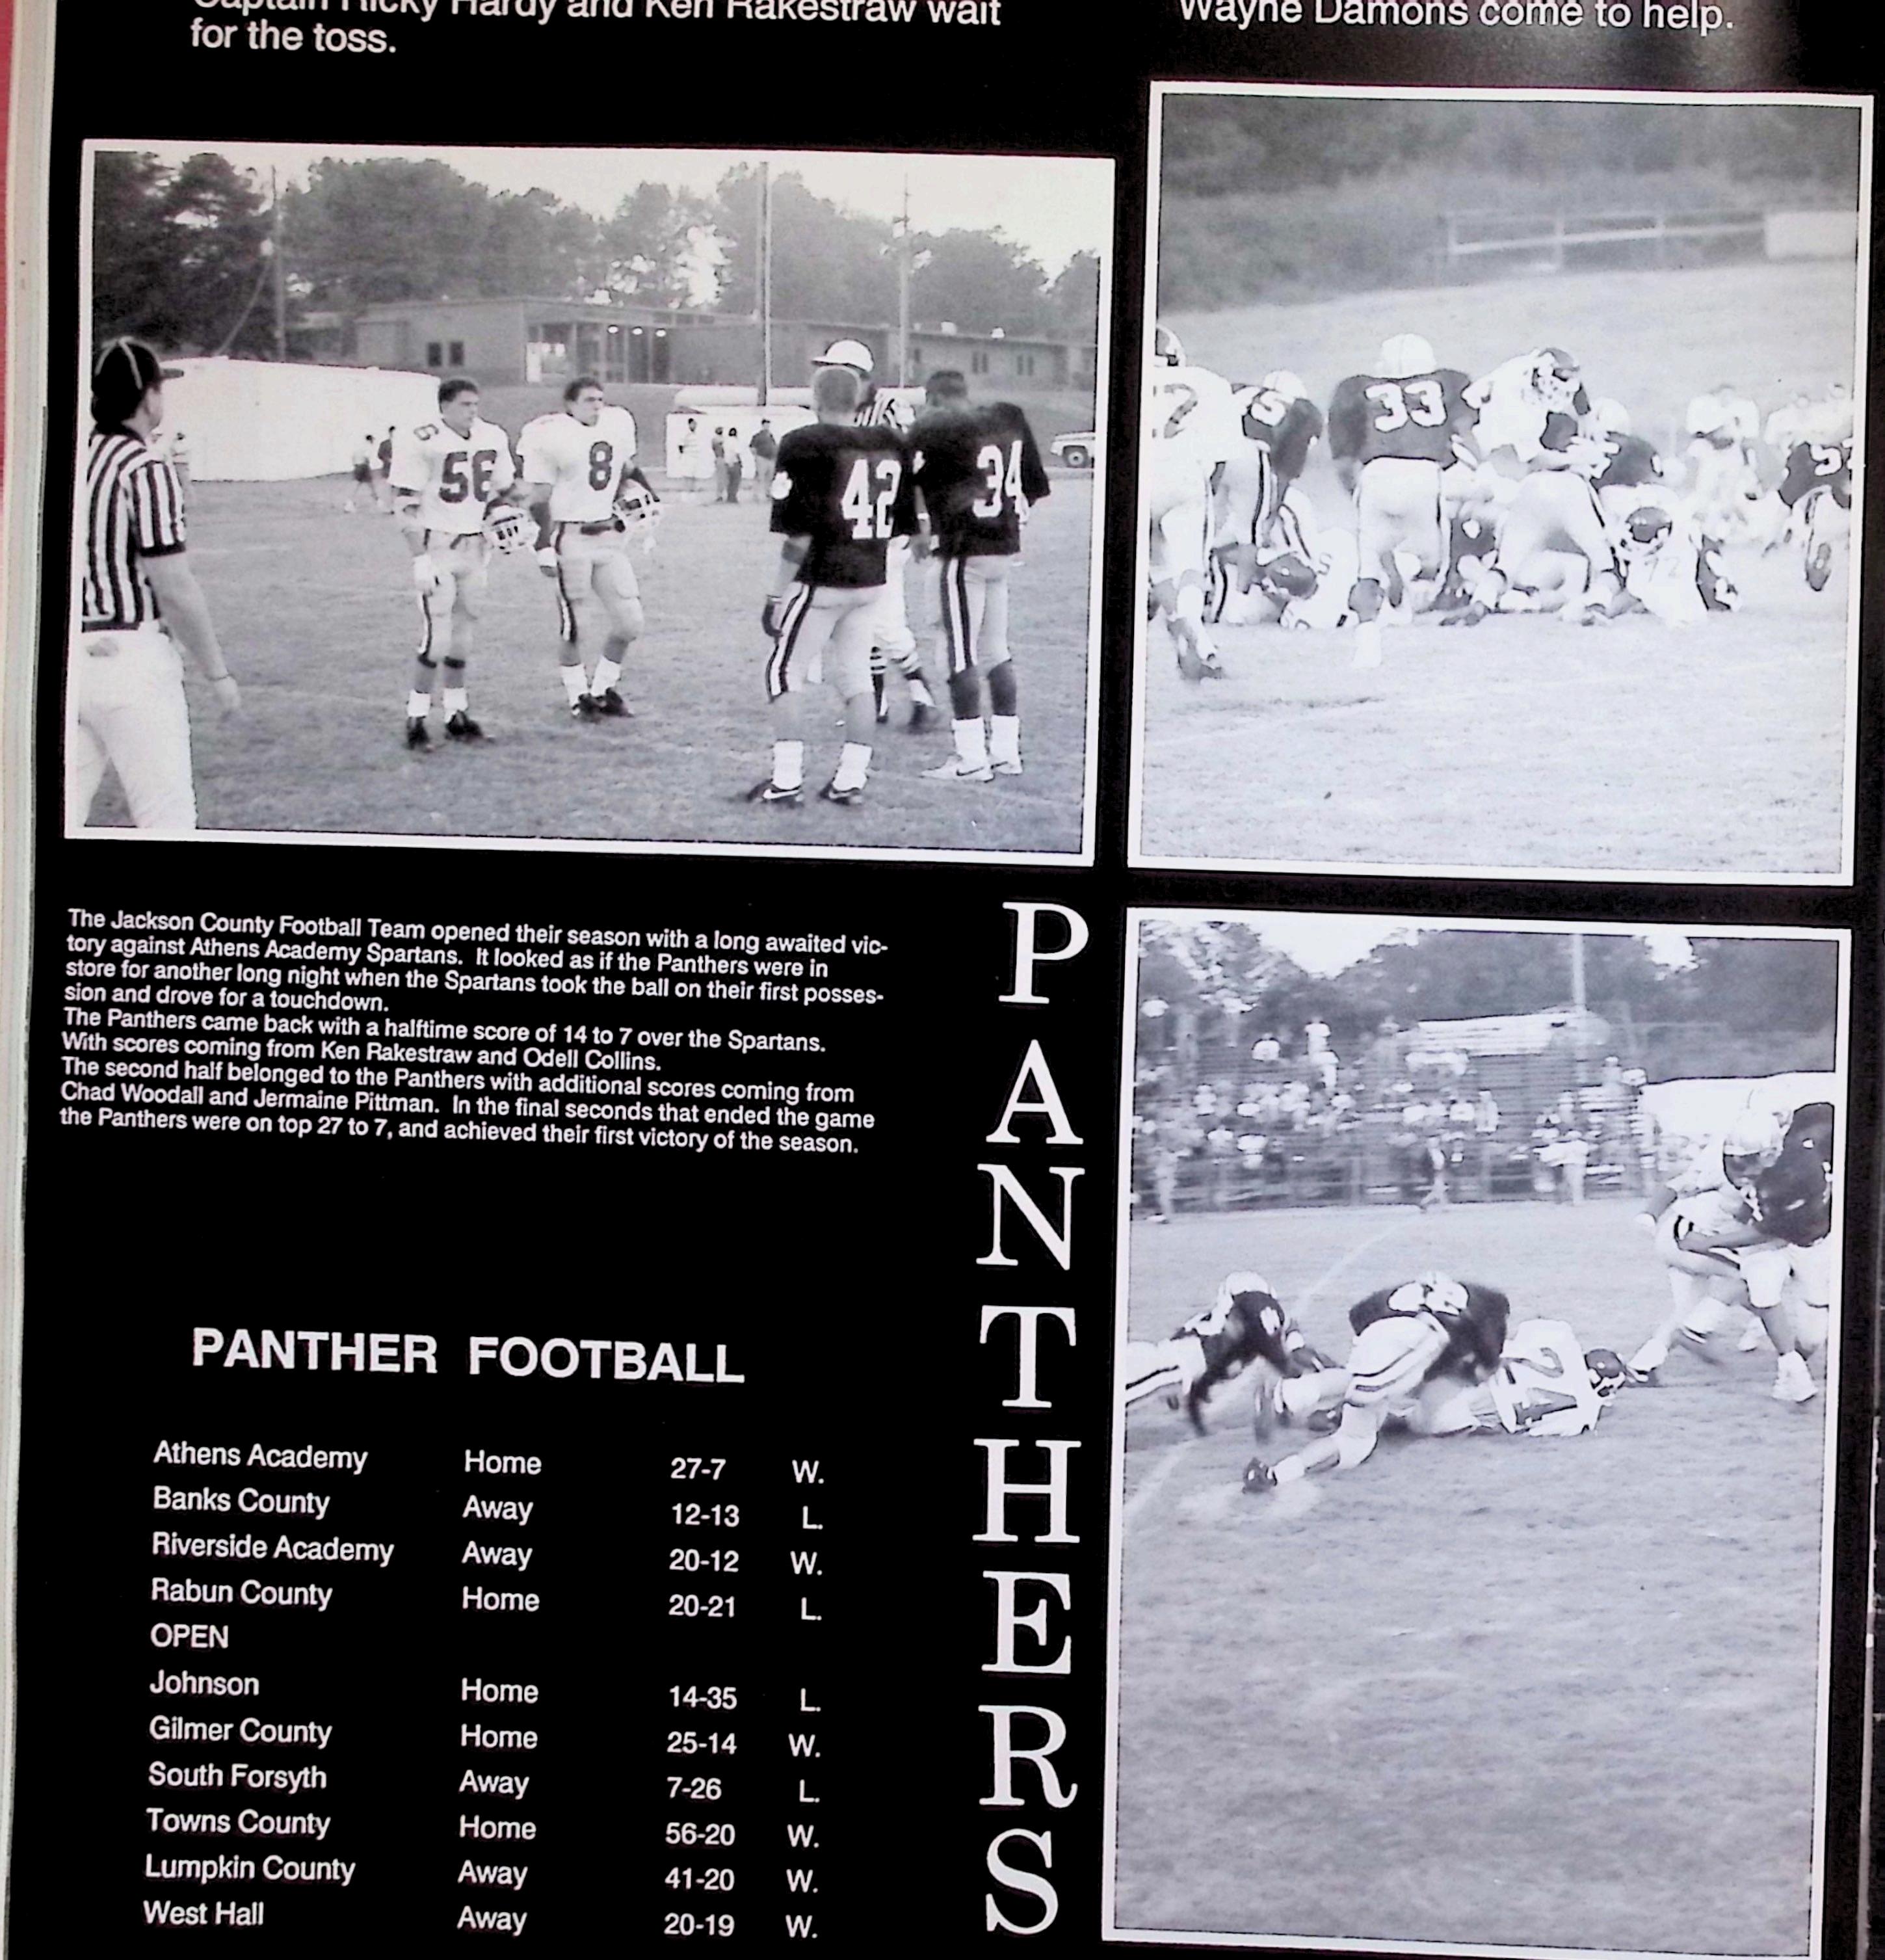 Captain Ricky Hardy and Ken Rakestraw wait
for the toss.
Wayne Damons come to help.
56
8
42
34
33
The Jackson County Football Team opened their season with a long awaited vic-
tory against Athens Academy Spartans. It looked as if the Panthers were in
store for another long night when the Spartans took the ball on their first posses-
sion and drove for a touchdown.
The Panthers came back with a halftime score of 14 to 7 over the Spartans.
With scores coming from Ken Rakestraw and Odell Collins.
The second half belonged to the Panthers with additional scores coming from
Chad Woodall and Jermaine Pittman. In the final seconds that ended the game
the Panthers were on top 27 to 7, and achieved their first victory of the season.
PANTHERS
24
PANTHER FOOTBALL
Athens Academy Home 27-7 W.
Banks County Away 12-13 L.
Riverside Academy Away 20-12 W.
Rabun County Home 20-21 L.
OPEN
Johnson Home 14-35 L.
Gilmer County Home 25-14 W.
South Forsyth Away 7-26 L.
Towns County Home 56-20 W.
Lumpkin County Away 41-20 W.
West Hall Away 20-19 W.